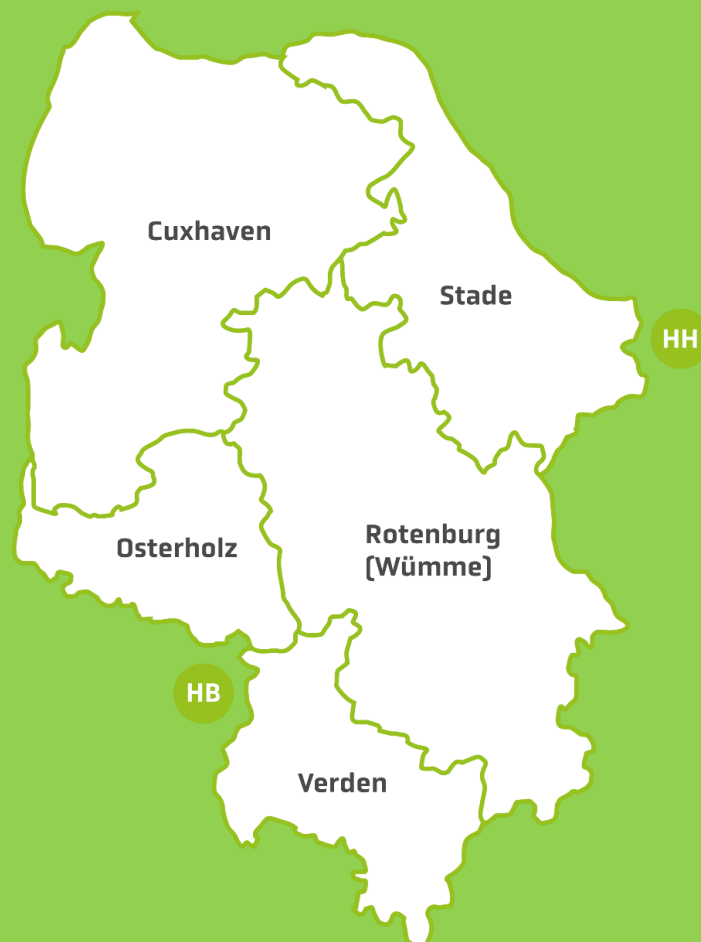 Cuxhaven
Stade
HH
Rotenburg
(Wümme)
Osterholz
HB
Verden